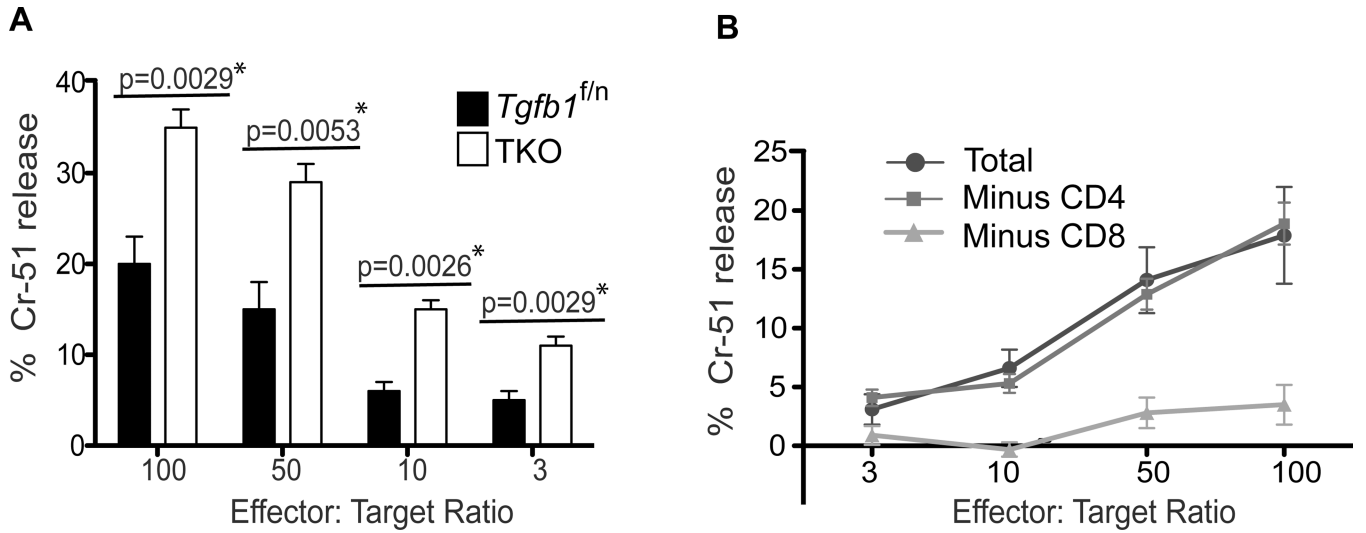 A
% Cr-51 release
40
30
20
10
0
p=0.0029*
p=0.0053*
p=0.0026*
p=0.0029*
Tgfb1f/n
TKO
100 50 10 3
Effector: Target Ratio
B
% Cr-51 release
25
20
15
10
5
0
Total
Minus CD4
Minus CD8
3 10 50 100
Effector: Target Ratio